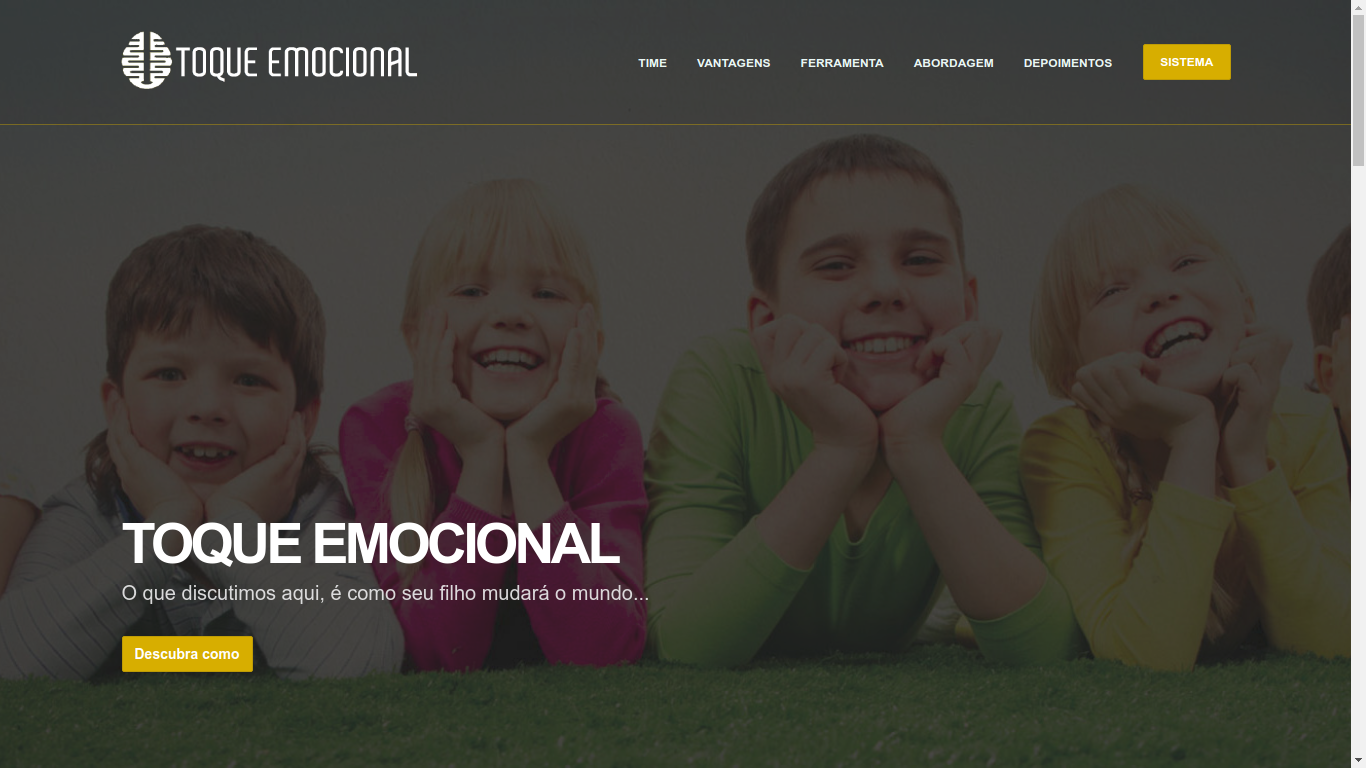 TOQUE EMOCIONAL
TIME
VANTAGENS
FERRAMENTA
ABORDAGEM
DEPOIMENTOS
SISTEMA
TOQUE EMOCIONAL
O que discutimos aqui, é como seu filho mudará o mundo...
Descubra como